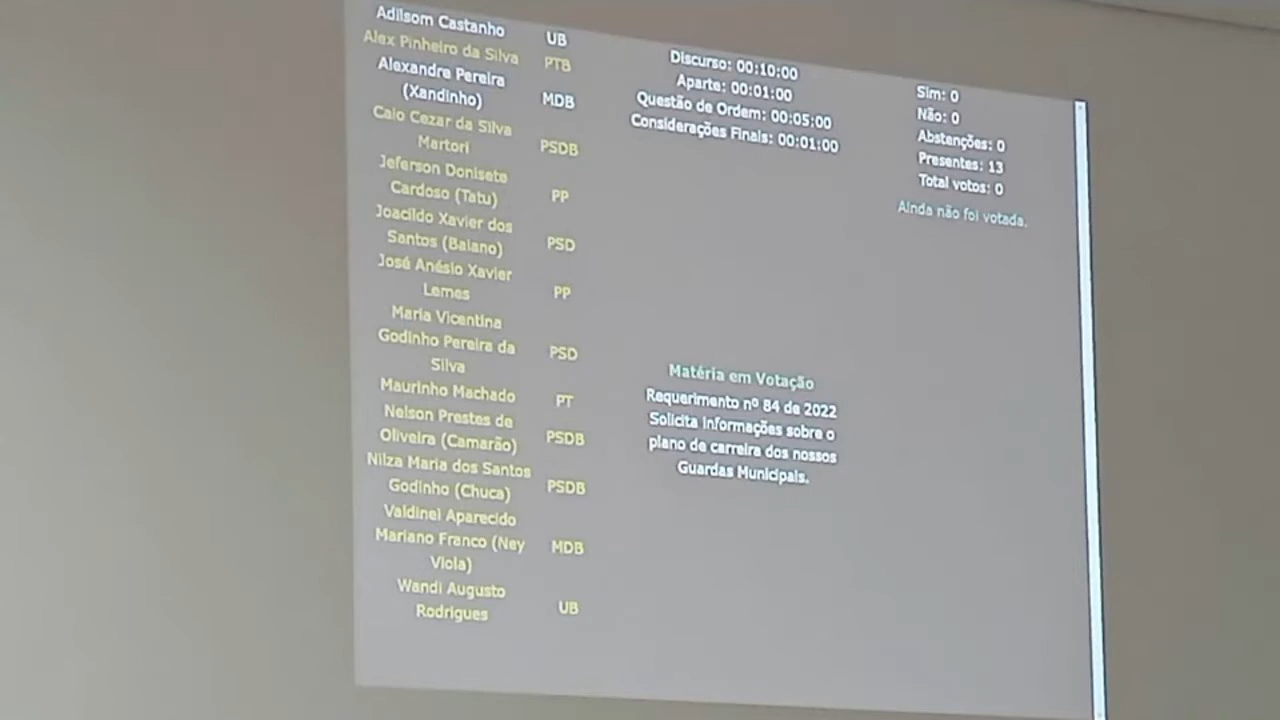 Adilsom Castanho UB
Alex Pinheiro da Silva PTB
Alexandre Pereira
(Xandinho) MDB
Caio Cezar da Silva
Martori PSDB
Jeferson Donisete
Cardoso (Tatu) PP
Joacildo Xavier dos
Santos (Baiano) PSD
José Anésio Xavier
Lemes PP
Maria Vicentina
Godinho Pereira da
Silva PSD
Maurinho Machado PT
Nelson Prestes de
Oliveira (Camarão) PSDB
Nilza Maria dos Santos
Godinho (Chuca) PSDB
Valdinei Aparecido
Mariano Franco (Ney
Viola) MDB
Wandi Augusto
Rodrigues UB
Discurso: 00:10:00
Aparte: 00:01:00
Questão de Ordem: 00:05:00
Considerações Finais: 00:01:00
Matéria em Votação
Requerimento nº 84 de 2022
Solicita informações sobre o
plano de carreira dos nossos
Guardas Municipais.
Sim: 0
Não: 0
Abstenções: 0
Presentes: 13
Total votos: 0
Ainda não foi votada.